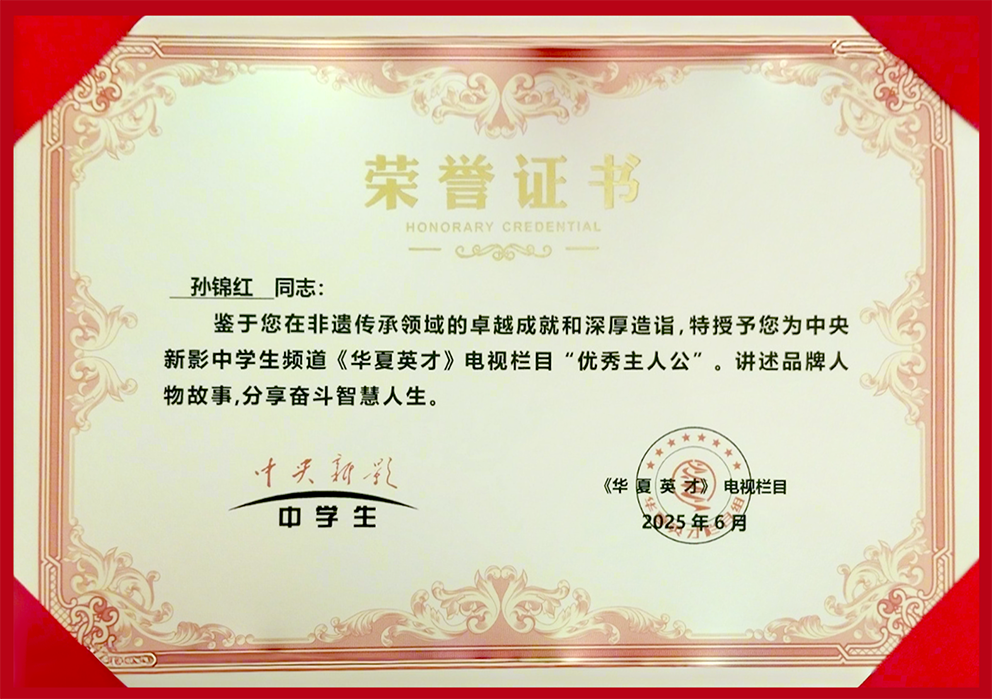 荣誉证书
HONORARY CREDENTIAL
孙锦红 同志：
鉴于您在非遗传承领域的卓越成就和深厚造诣,特授予您为中央
新影中学生频道《华夏英才》电视栏目“优秀主人公”。讲述品牌人
物故事,分享奋斗智慧人生。
中央新影
中学生
《华夏英才》电视栏目
2025年6月